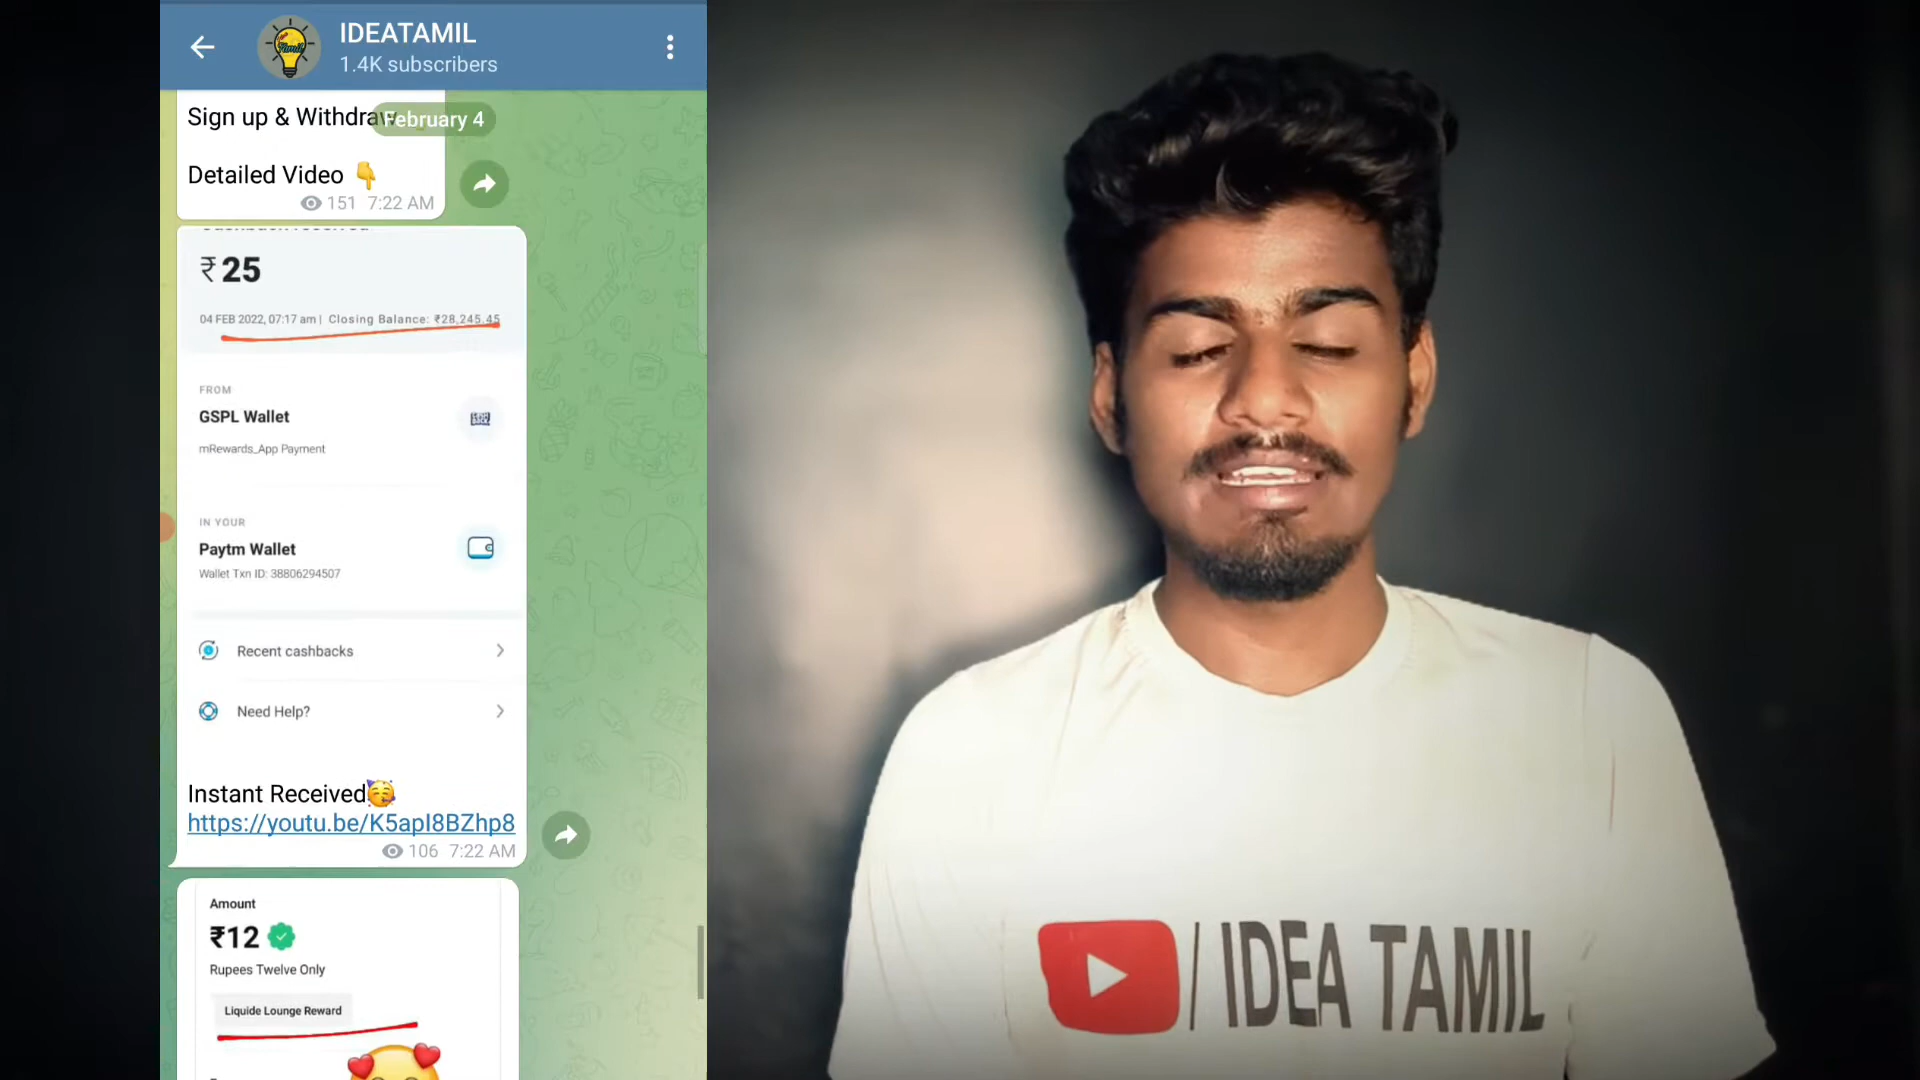 IDEATAMIL
1.4K subscribers
Sign up & Withdraw
February 4
Detailed Video 👇
151 7:22 AM
₹25
04 FEB 2022, 07:17 am | Closing Balance: ₹28,245.45
FROM
GSPL Wallet
mRewards_App Payment
IN YOUR
Paytm Wallet
Wallet Txn ID: 38806294507
Recent cashbacks
Need Help?
Instant Received🥳
https://youtu.be/K5apI8BZhp8
106 7:22 AM
Amount
₹12
Rupees Twelve Only
Liquide Lounge Reward
/ IDEA TAMIL